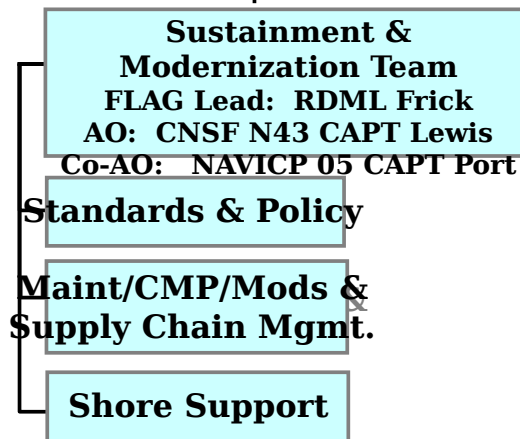 Sustainment &
Modernization Team
FLAG Lead: RDML Frick
AO: CNSF N43 CAPT Lewis
Co-AO: NAVICP 05 CAPT Port
Standards & Policy
Maint/CMP/Mods &
Supply Chain Mgmt.
Shore Support